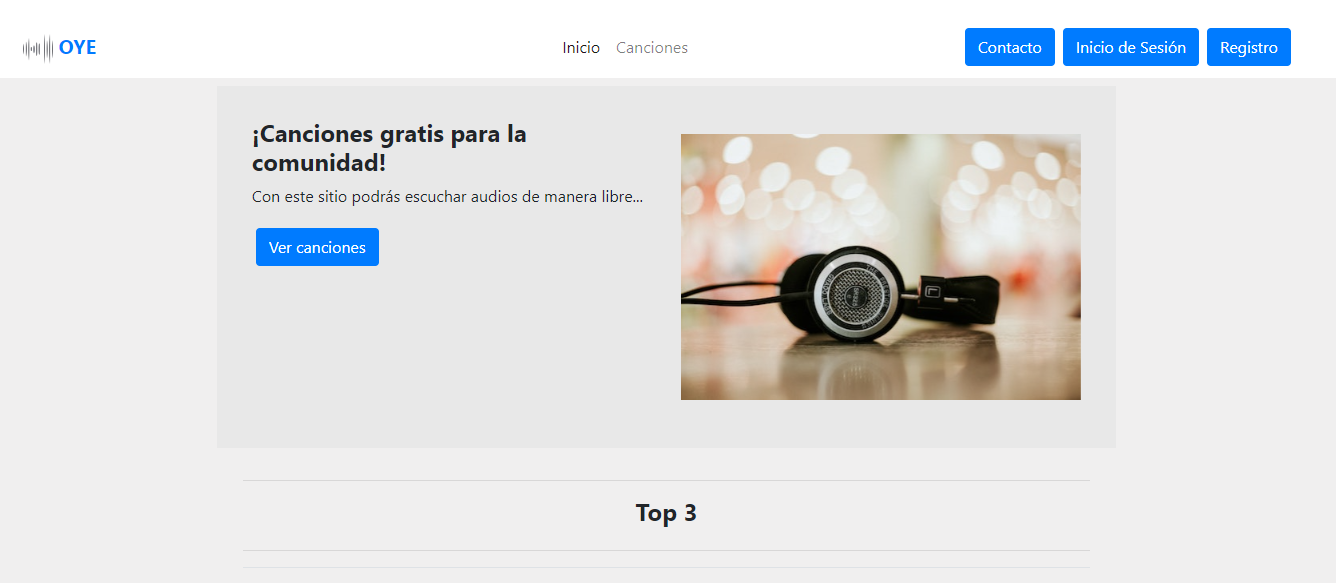 OYE
Inicio Canciones
Contacto Inicio de Sesión Registro
¡Canciones gratis para la
comunidad!
Con este sitio podrás escuchar audios de manera libre...
Ver canciones
Top 3